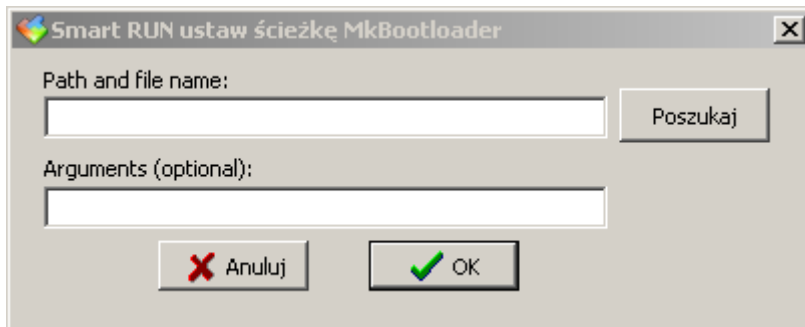 Smart RUN ustaw ścieżkę MkBootloader
Path and file name:
Poszukaj
Arguments (optional):
Anuluj
OK